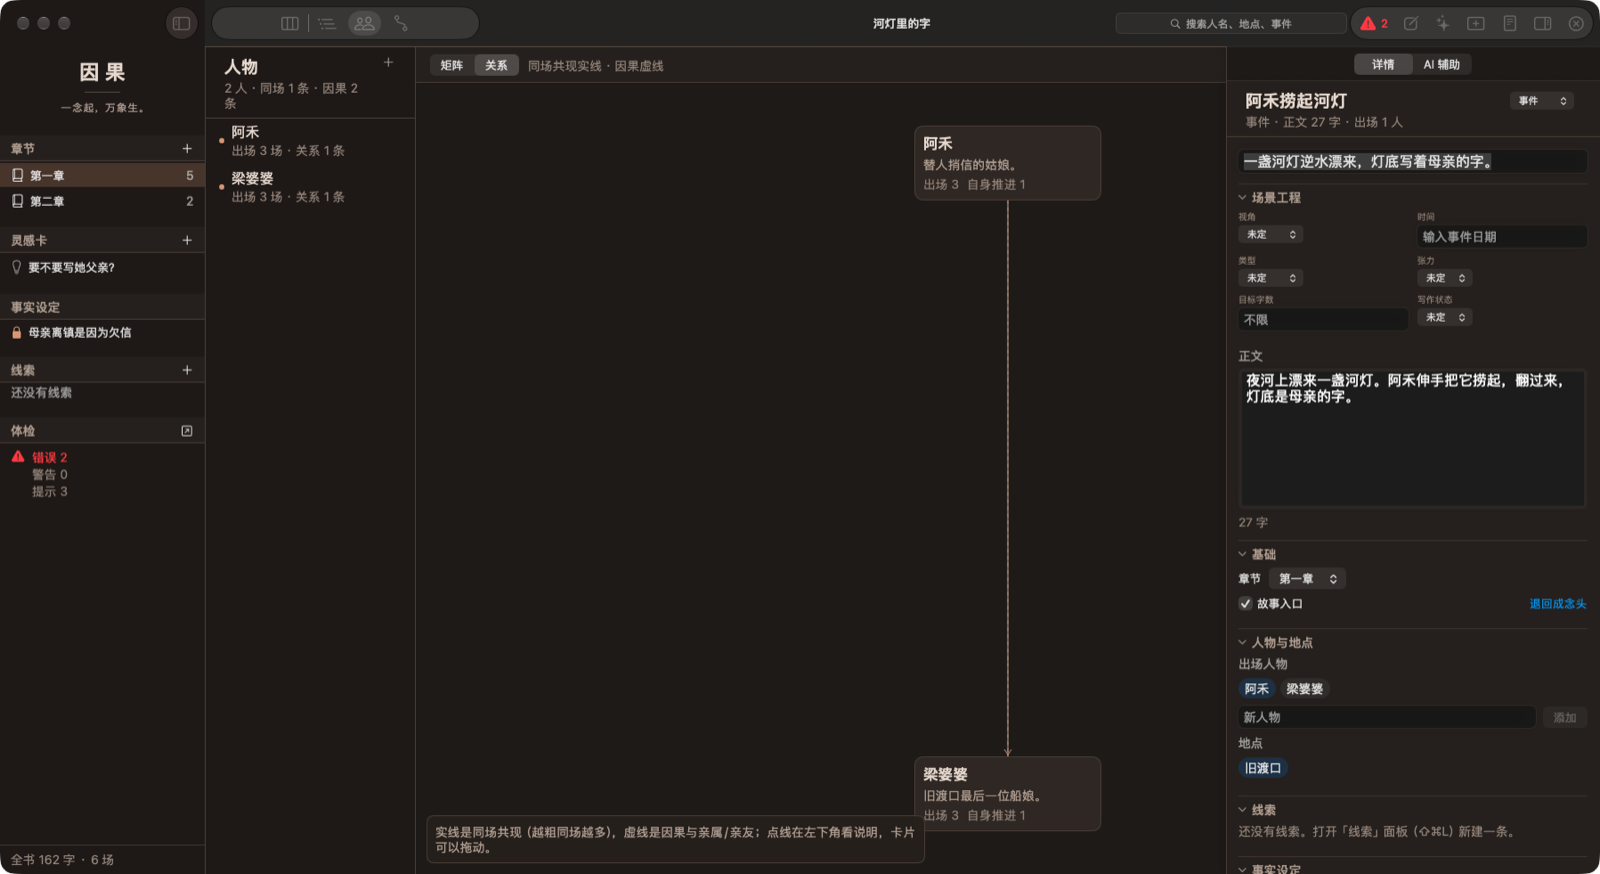 河灯里的字
搜索人名、地点、事件
2
因果
一念起，万象生。
章节
第一章 5
第二章 2
灵感卡
要不要写她父亲?
事实设定
母亲离镇是因为欠信
线索
还没有线索
体检
错误 2
警告 0
提示 3
全书 162 字 · 6 场
人物
2 人 · 同场 1 条 · 因果 2
条
阿禾
出场 3 场 · 关系 1 条
梁婆婆
出场 3 场 · 关系 1 条
矩阵 关系 同场共现实线 · 因果虚线
阿禾
替人捎信的姑娘。
出场 3 自身推进 1
梁婆婆
旧渡口最后一位船娘。
出场 3 自身推进 1
实线是同场共现（越粗同场越多），虚线是因果与亲属/亲友；点线在左下角看说明，卡片
可以拖动。
详情 AI 辅助
阿禾捞起河灯 事件
事件 · 正文 27 字 · 出场 1 人
一盏河灯逆水漂来，灯底写着母亲的字。
场景工程
视角 时间
未定 输入事件日期
类型 张力
未定 未定
目标字数 写作状态
不限 未定
正文
夜河上漂来一盏河灯。阿禾伸手把它捞起，翻过来，
灯底是母亲的字。
27 字
基础
章节 第一章
故事入口 退回成念头
人物与地点
出场人物
阿禾 梁婆婆
新人物 添加
地点
旧渡口
线索
还没有线索。打开「线索」面板（⇧⌘L）新建一条。
事实设定